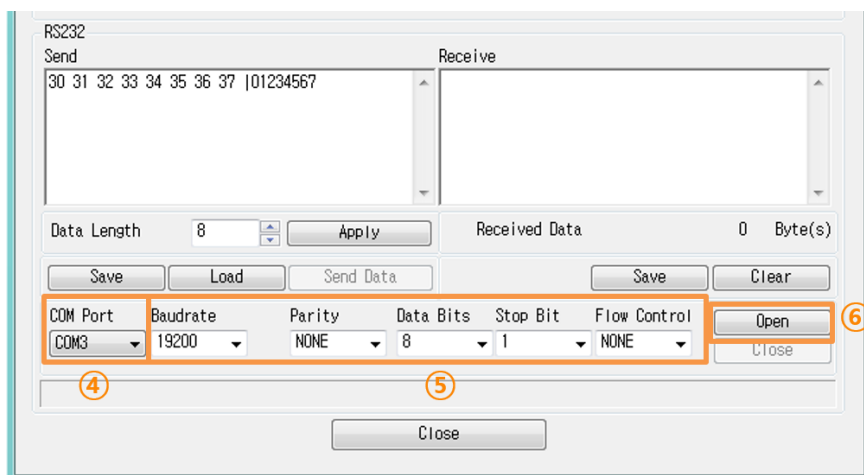 RS232
Send Receive
30 31 32 33 34 35 36 37 |01234567
Data Length 8 Apply Received Data 0 Byte(s)
Save Load Send Data Save Clear
COM Port Baudrate Parity Data Bits Stop Bit Flow Control Open
COM3 19200 NONE 8 1 NONE Close
④ ⑤ ⑥
Close